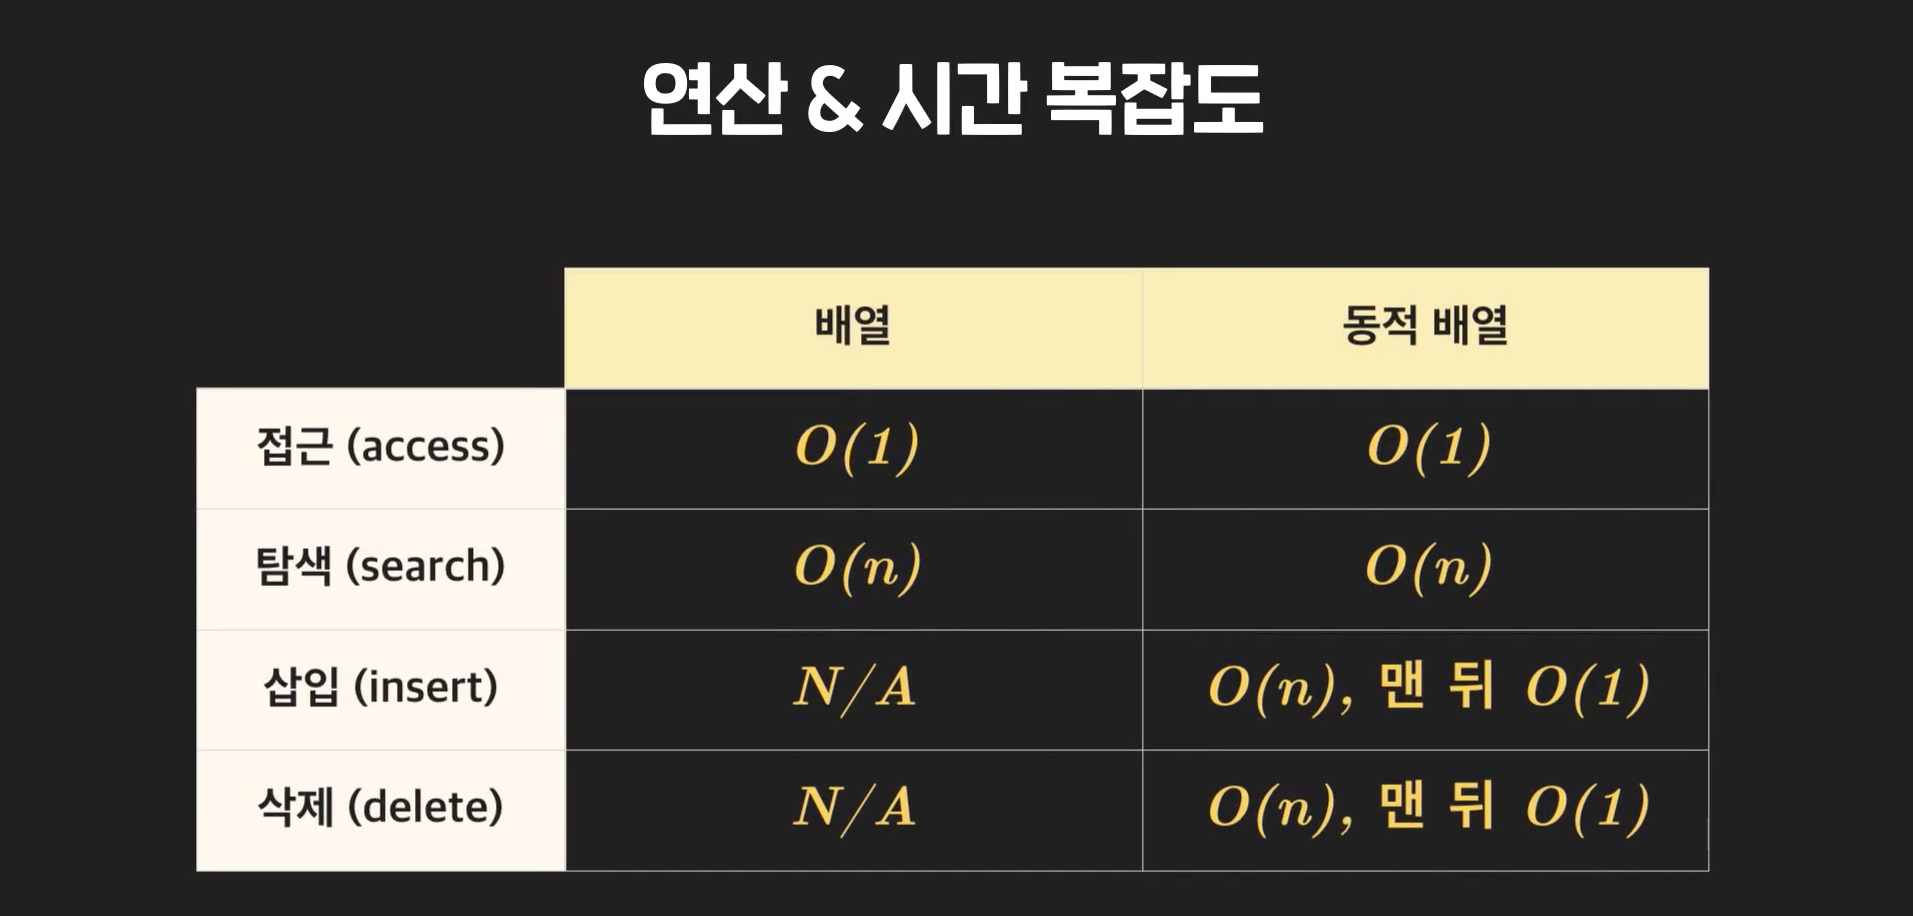 연산 & 시간 복잡도
배열 동적 배열
접근 (access) O(1) O(1)
탐색 (search) O(n) O(n)
삽입 (insert) N/A O(n), 맨 뒤 O(1)
삭제 (delete) N/A O(n), 맨 뒤 O(1)